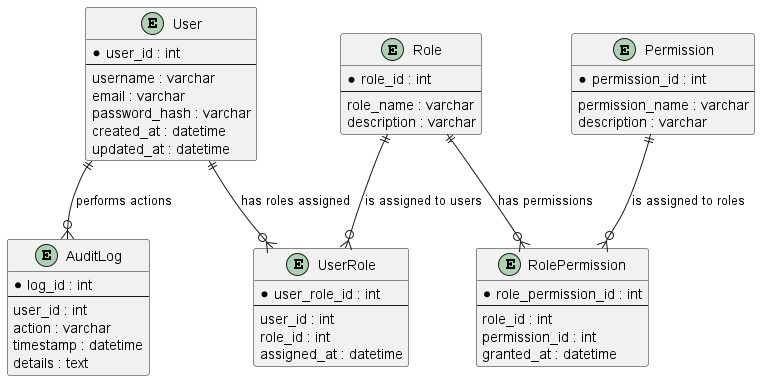 E User
* user_id : int
username : varchar
email : varchar
password_hash : varchar
created_at : datetime
updated_at : datetime
E Role
* role_id : int
role_name : varchar
description : varchar
E Permission
* permission_id : int
permission_name : varchar
description : varchar
performs actions
has roles assigned
is assigned to users
has permissions
is assigned to roles
E AuditLog
* log_id : int
user_id : int
action : varchar
timestamp : datetime
details : text
E UserRole
* user_role_id : int
user_id : int
role_id : int
assigned_at : datetime
E RolePermission
* role_permission_id : int
role_id : int
permission_id : int
granted_at : datetime